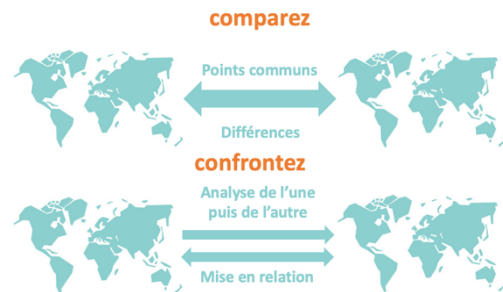 comparez
Points communs
Différences
confrontez
Analyse de l'une
puis de l'autre
Mise en relation